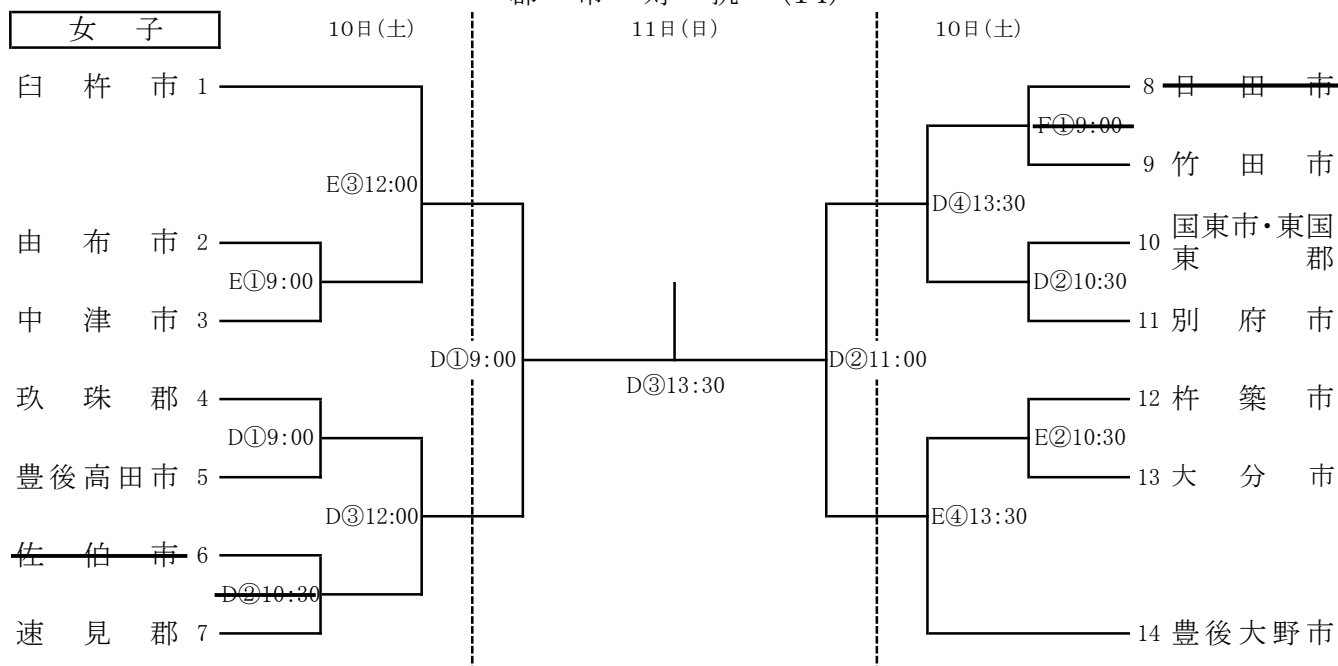 郡市対抗 (14)
女子 10日(土) 11日(日) 10日(土)
臼杵市 1
E③12:00
由布市 2
E①9:00
中津市 3
D①9:00
玖珠郡 4
D①9:00
豊後高田市 5
D③12:00
佐伯市 6
D②10:30
速見郡 7
D③13:30
8 日田市
F①9:00
9 竹田市
D④13:30
10 国東市・東国
東郡
D②10:30
11 別府市
D②11:00
12 杵築市
E②10:30
13 大分市
E④13:30
14 豊後大野市